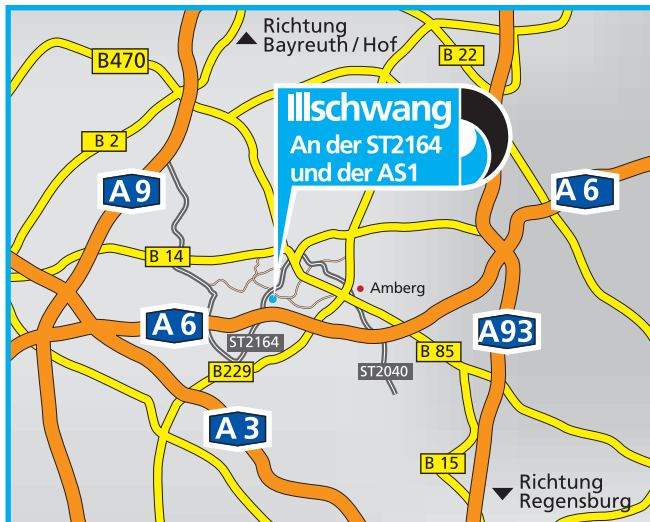 Richtung
Bayreuth / Hof
B470
B 22
Illschwang
An der ST2164
und der AS1
B 2
A 9
A 6
B 14
Amberg
A 6
ST2164
A93
B 85
B229
ST2040
A 3
B 15
Richtung
Regensburg